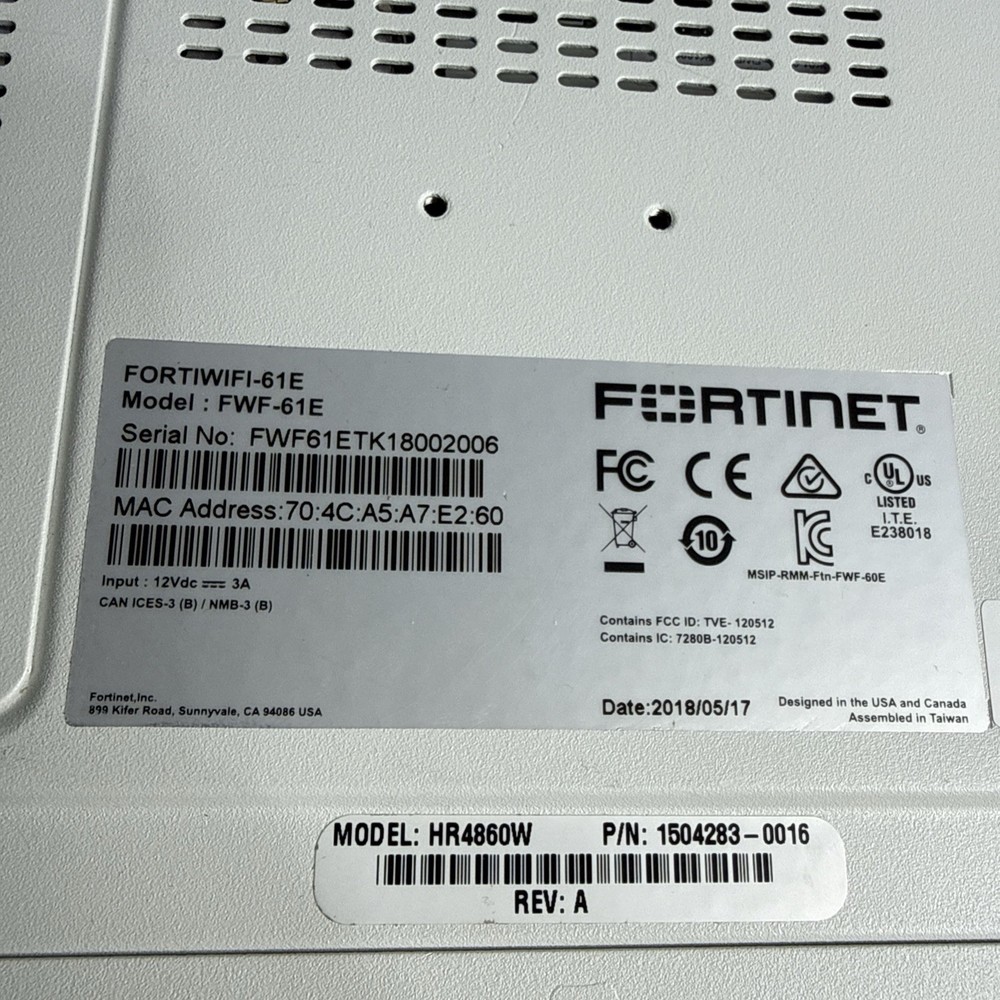 FORTIWIFI-61E
Model : FWF-61E
Serial No: FWF61ETK18002006
MAC Address:70:4C:A5:A7:E2:60
Input : 12Vdc ⎓ 3A
CAN ICES-3 (B) / NMB-3 (B)
Fortinet,Inc.
899 Kifer Road, Sunnyvale, CA 94086 USA
FORTINET®
FC CE
C UL® US
LISTED
I.T.E.
E238018
10
KC
MSIP-RMM-Ftn-FWF-60E
Contains FCC ID: TVE- 120512
Contains IC: 7280B-120512
Date:2018/05/17
Designed in the USA and Canada
Assembled in Taiwan
MODEL: HR4860W P/N: 1504283-0016
REV: A